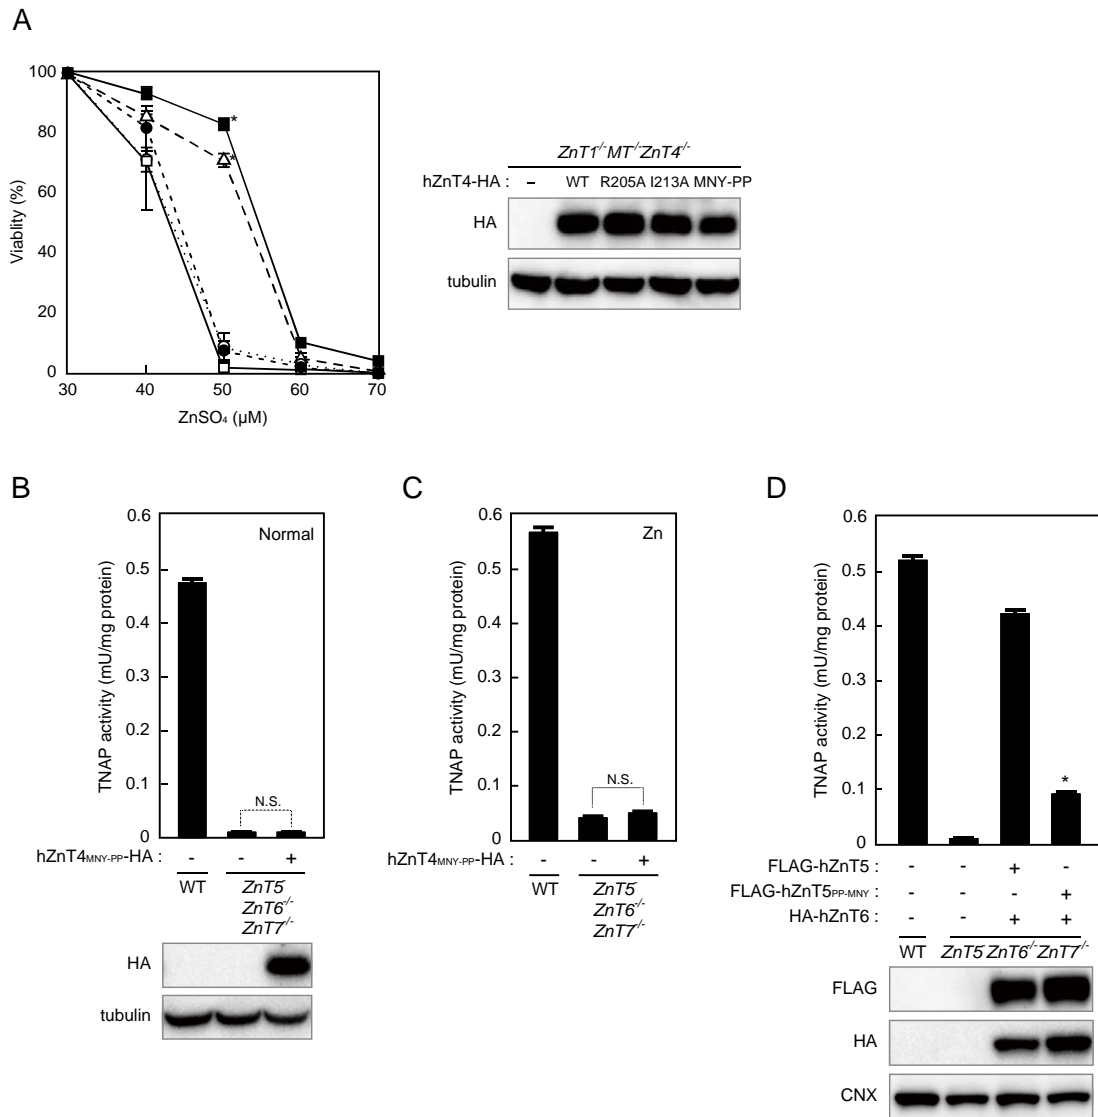 A
100
80
60
40
20
0
Viablity (%)
30 40 50 60 70
ZnSO₄ (µM)
*
*
ZnT1⁻/⁻MT⁻/⁻ZnT4⁻/⁻
hZnT4-HA : – WT R205A I213A MNY-PP
HA
tubulin
B
0.6
0.5
0.4
0.3
0.2
0.1
0
TNAP activity (mU/mg protein)
Normal
N.S.
hZnT4MNY-PP-HA : - - +
WT ZnT5⁻
ZnT6⁻/⁻
ZnT7⁻/⁻
HA
tubulin
C
0.6
0.5
0.4
0.3
0.2
0.1
0
TNAP activity (mU/mg protein)
Zn
N.S.
hZnT4MNY-PP-HA : - - +
WT ZnT5⁻
ZnT6⁻/⁻
ZnT7⁻/⁻
D
0.6
0.5
0.4
0.3
0.2
0.1
0
TNAP activity (mU/mg protein)
*
FLAG-hZnT5 : - - + -
FLAG-hZnT5PP-MNY : - - - +
HA-hZnT6 : - - + +
WT ZnT5⁻ZnT6⁻/⁻ZnT7⁻/⁻
FLAG
HA
CNX